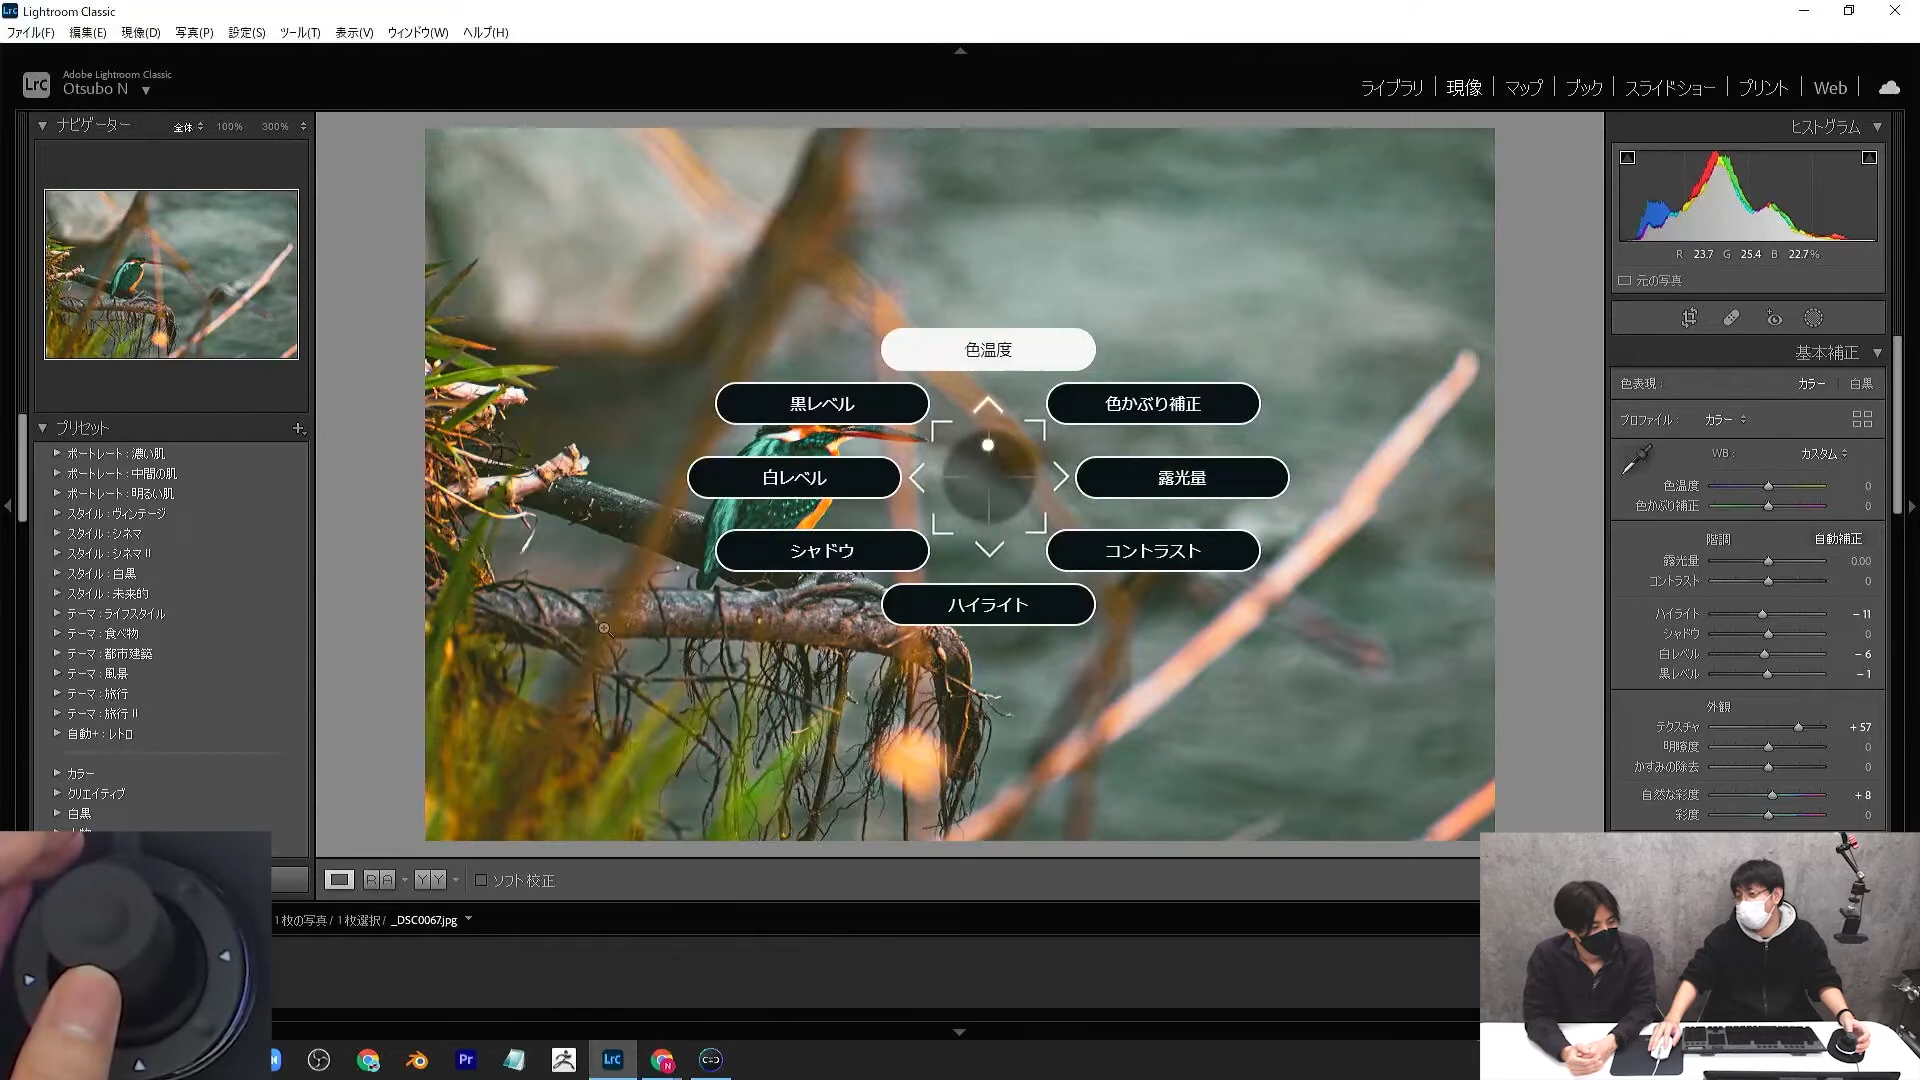 Lrc Lightroom Classic
ファイル(F) 編集(E) 現像(D) 写真(P) 設定(S) ツール(T) 表示(V) ウィンドウ(W) ヘルプ(H)
LrC Adobe Lightroom Classic
Otsubo N
ライブラリ 現像 マップ ブック スライドショー プリント Web
ナビゲーター 全体 100% 300%
プリセット
ポートレート : 濃い肌
ポートレート : 中間の肌
ポートレート : 明るい肌
スタイル : ヴィンテージ
スタイル : シネマ
スタイル : シネマ II
スタイル : 白黒
スタイル : 未来的
テーマ : ライフスタイル
テーマ : 食べ物
テーマ : 都市建築
テーマ : 風景
テーマ : 旅行
テーマ : 旅行 II
自動+ : レトロ
カラー
クリエイティブ
白黒
色温度
黒レベル 色かぶり補正
白レベル 露光量
シャドウ コントラスト
ハイライト
ヒストグラム
R 23.7 G 25.4 B 22.7 %
元の写真
基本補正
色表現 : カラー 白黒
プロファイル : カラー
WB : カスタム
色温度 0
色かぶり補正 0
階調 自動補正
露光量 0.00
コントラスト 0
ハイライト − 11
シャドウ 0
白レベル − 6
黒レベル − 1
外観
テクスチャ + 57
明瞭度 0
かすみの除去 0
自然な彩度 + 8
彩度 0
RA YY ソフト校正
1 枚の写真 / 1 枚選択 / _DSC0067.jpg
Pr Lrc N